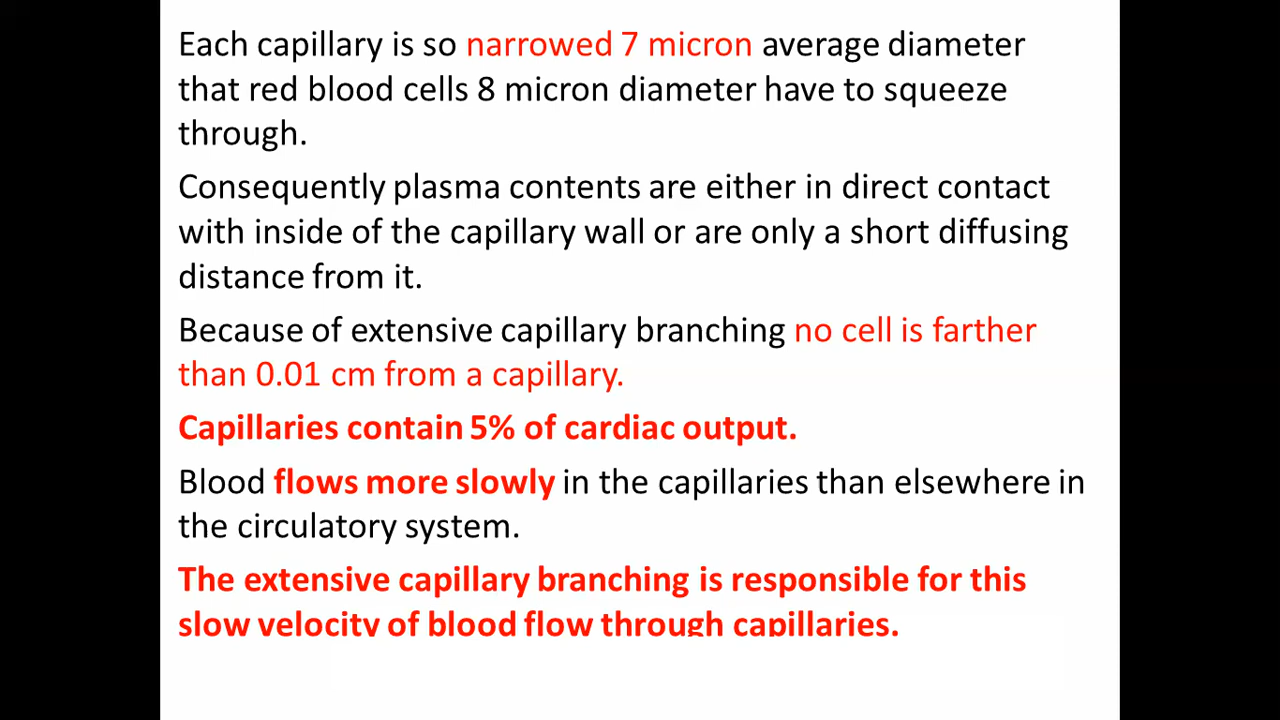 Each capillary is so narrowed 7 micron average diameter
that red blood cells 8 micron diameter have to squeeze
through.
Consequently plasma contents are either in direct contact
with inside of the capillary wall or are only a short diffusing
distance from it.
Because of extensive capillary branching no cell is farther
than 0.01 cm from a capillary.
Capillaries contain 5% of cardiac output.
Blood flows more slowly in the capillaries than elsewhere in
the circulatory system.
The extensive capillary branching is responsible for this
slow velocity of blood flow through capillaries.